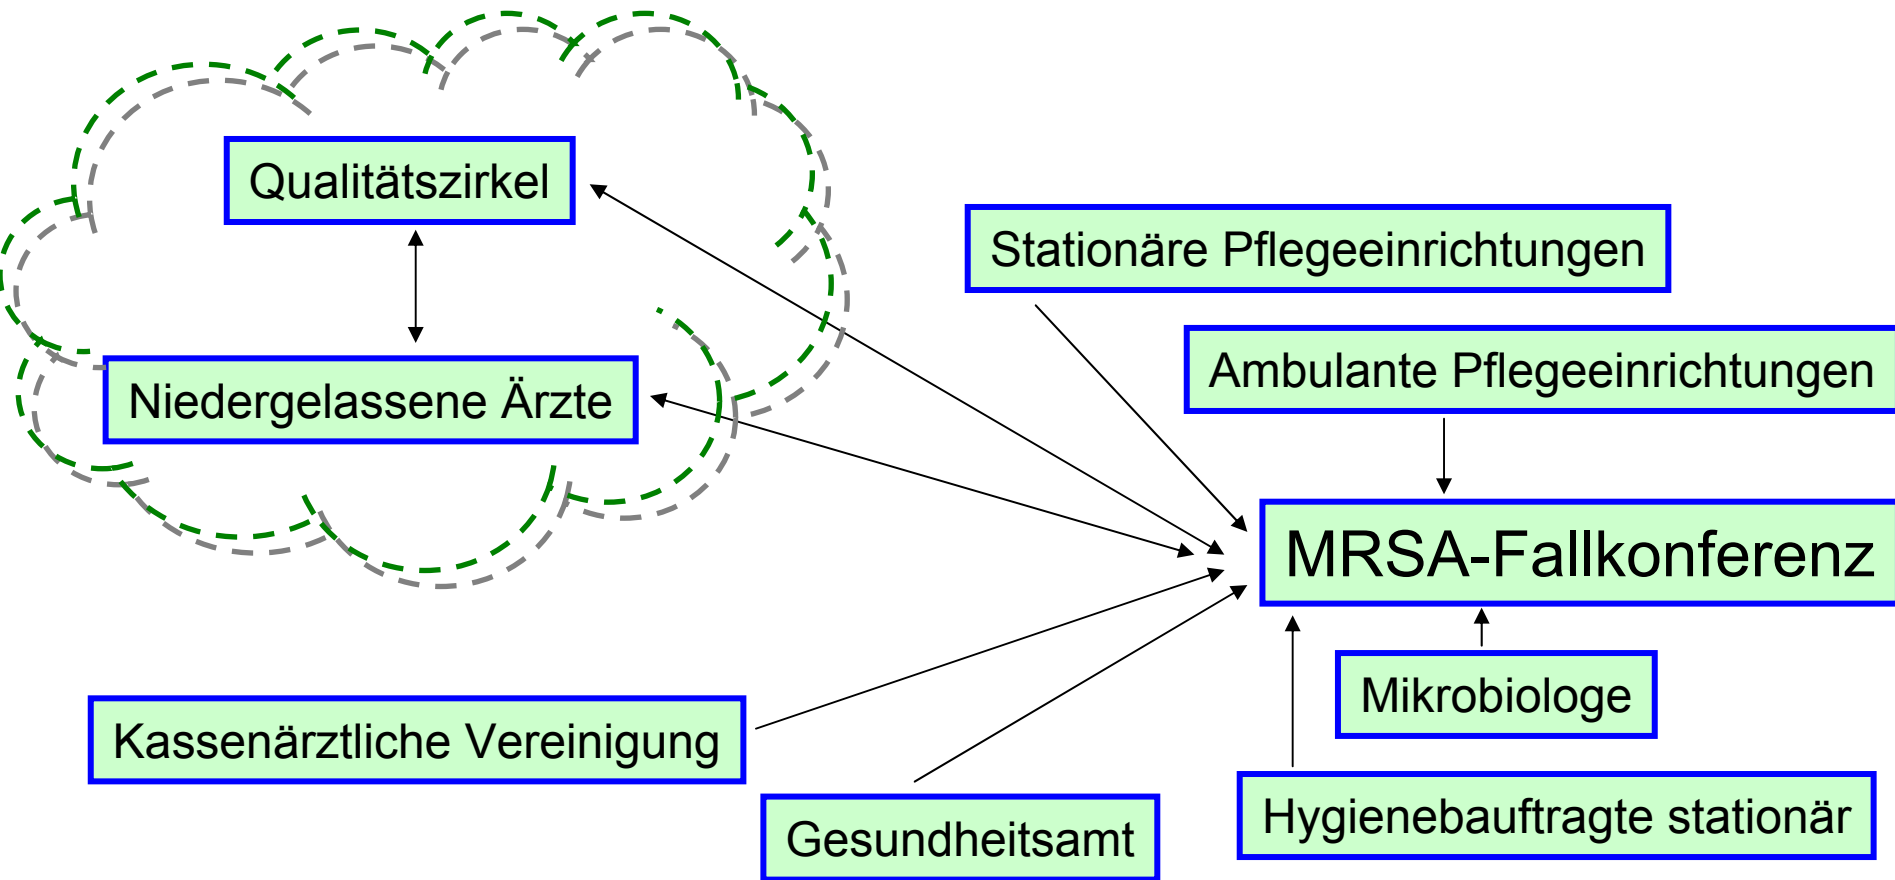 Qualitätszirkel
Stationäre Pflegeeinrichtungen
Ambulante Pflegeeinrichtungen
Niedergelassene Ärzte
MRSA-Fallkonferenz
Mikrobiologe
Kassenärztliche Vereinigung
Hygienebauftragte stationär
Gesundheitsamt